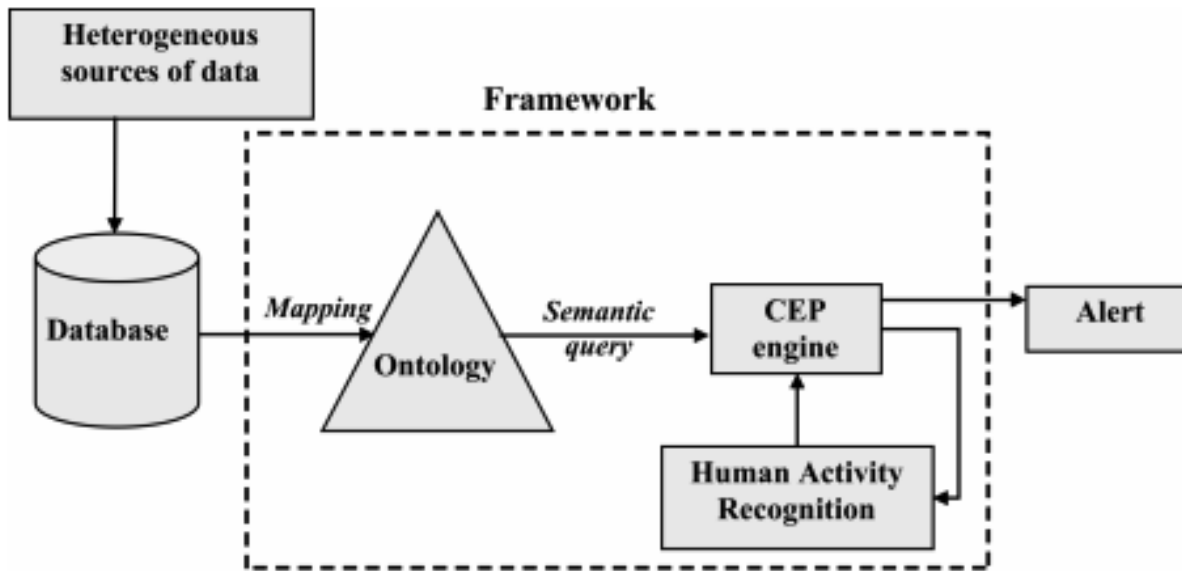 Heterogeneous
sources of data
Framework
Database
Mapping
Ontology
Semantic
query
CEP
engine
Alert
Human Activity
Recognition